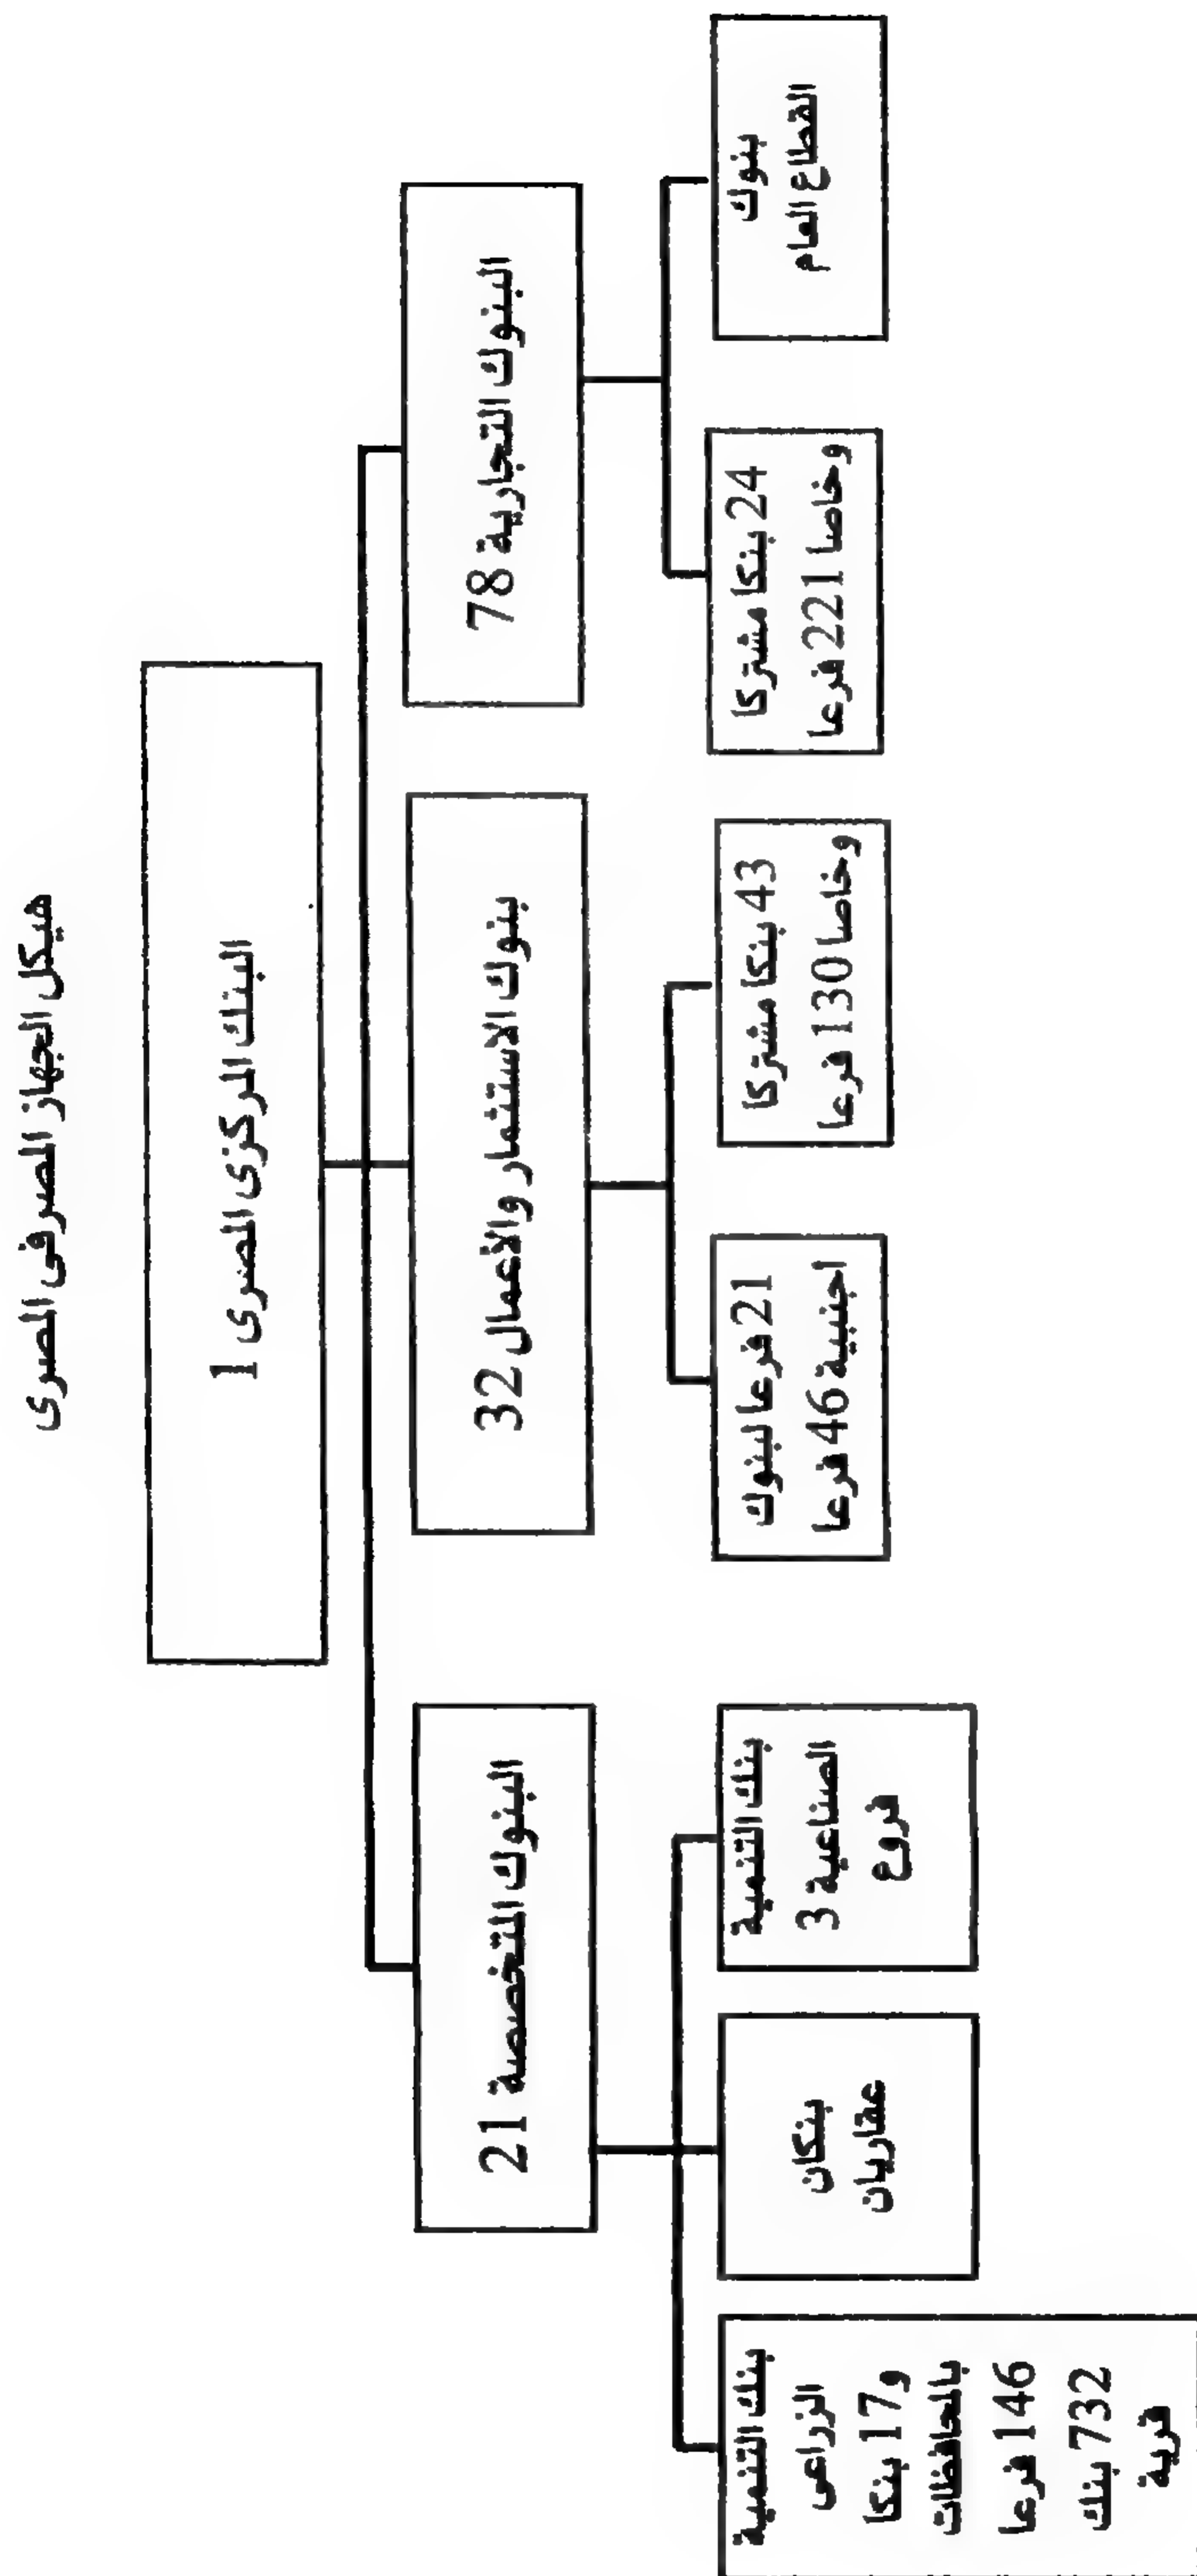 هيكل الجهاز المصرفى المصرى
البنك المركزى المصرى 1
البنوك التجارية 78
بنوك الاستثمار والأعمال 32
البنوك المتخصصة 21
بنوك
القطاع العام
24 بنكا مشتركا
وخاصا 221 فرعا
43 بنكا مشتركا
وخاصا 130 فرعا
21 فرعا لبنوك
اجنبية 46 فرعا
بنك التنمية
الصناعية 3
فروع
بنكان
عقاريان
بنك التنمية
الزراعى
و17 بنكا
بالمحافظات
146 فرعا
732 بنك
قرية